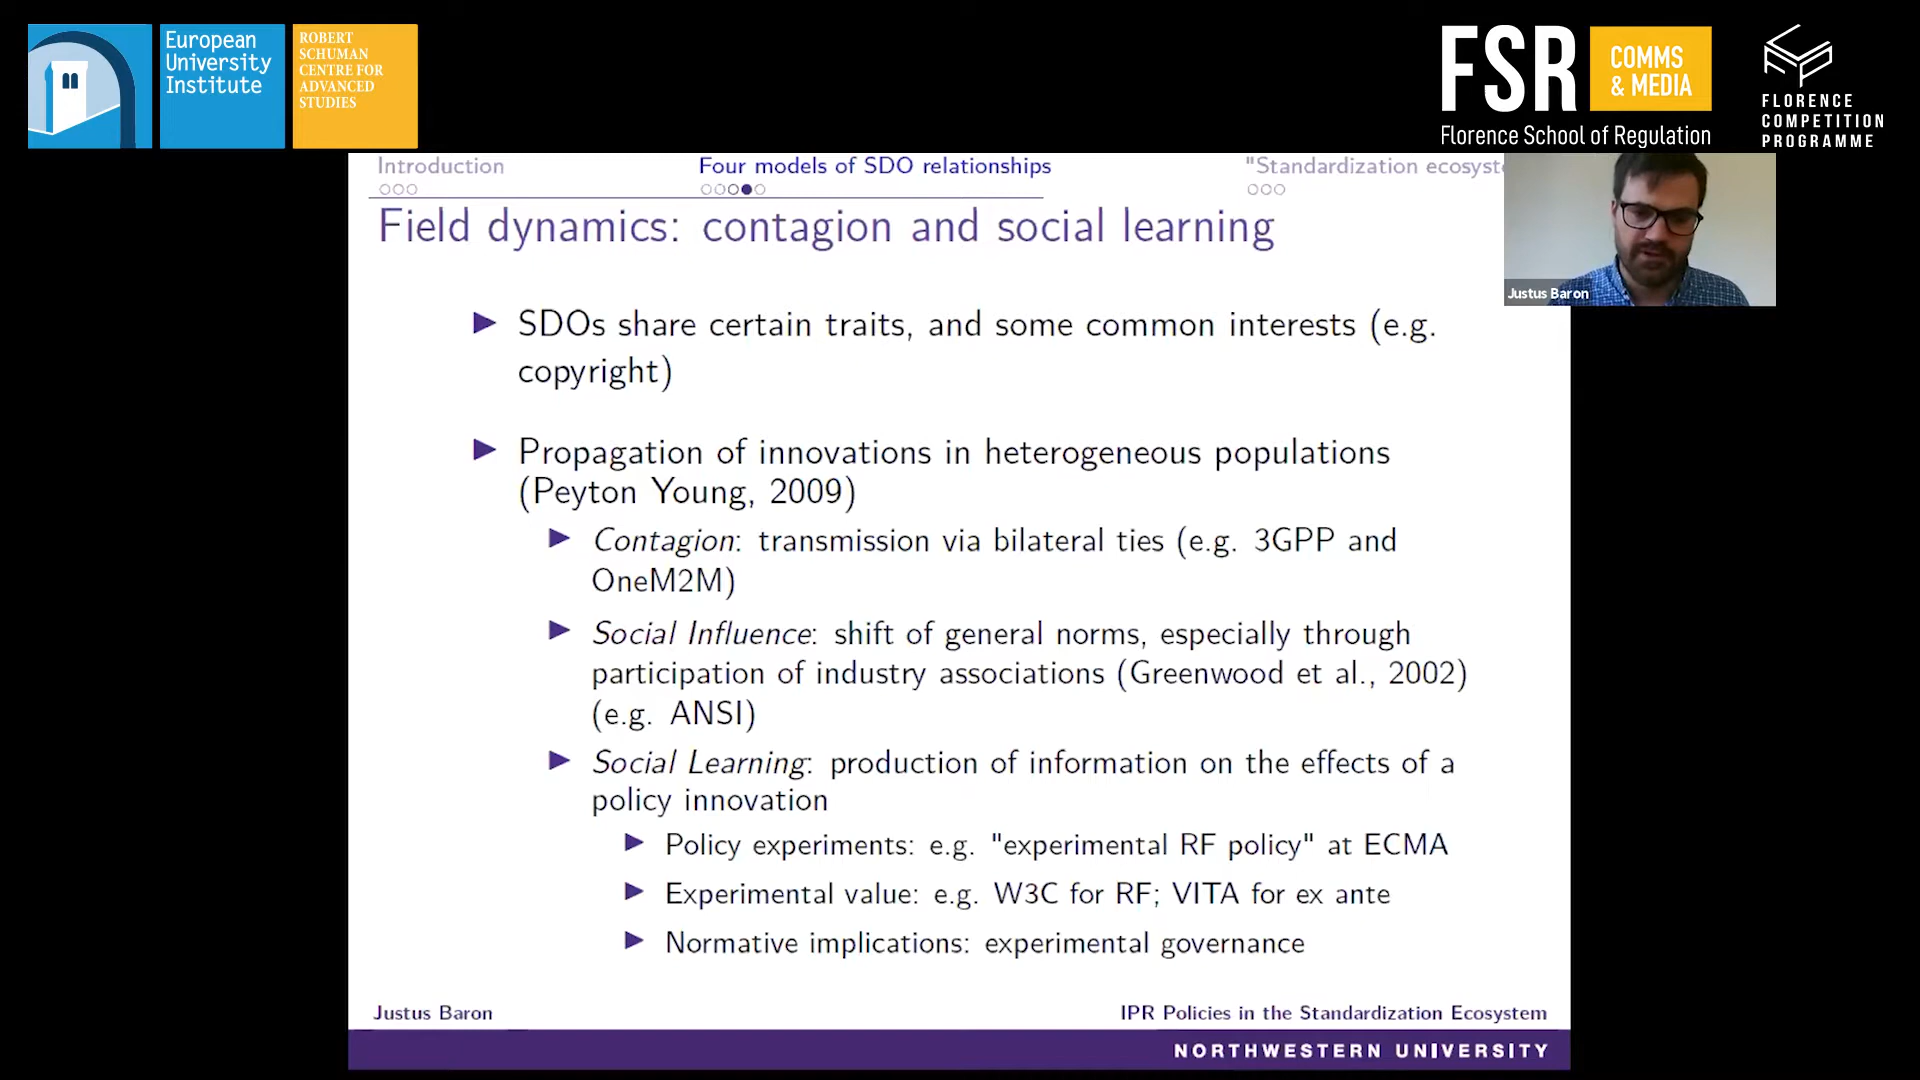 European
University
Institute
ROBERT
SCHUMAN
CENTRE FOR
ADVANCED
STUDIES
FSR
COMMS
& MEDIA
Florence School of Regulation
FLORENCE
COMPETITION
PROGRAMME
Introduction
Four models of SDO relationships
"Standardization ecosyste
Field dynamics: contagion and social learning
Justus Baron
SDOs share certain traits, and some common interests (e.g.
copyright)
Propagation of innovations in heterogeneous populations
(Peyton Young, 2009)
Contagion: transmission via bilateral ties (e.g. 3GPP and
OneM2M)
Social Influence: shift of general norms, especially through
participation of industry associations (Greenwood et al., 2002)
(e.g. ANSI)
Social Learning: production of information on the effects of a
policy innovation
Policy experiments: e.g. "experimental RF policy" at ECMA
Experimental value: e.g. W3C for RF; VITA for ex ante
Normative implications: experimental governance
Justus Baron
IPR Policies in the Standardization Ecosystem
NORTHWESTERN UNIVERSITY